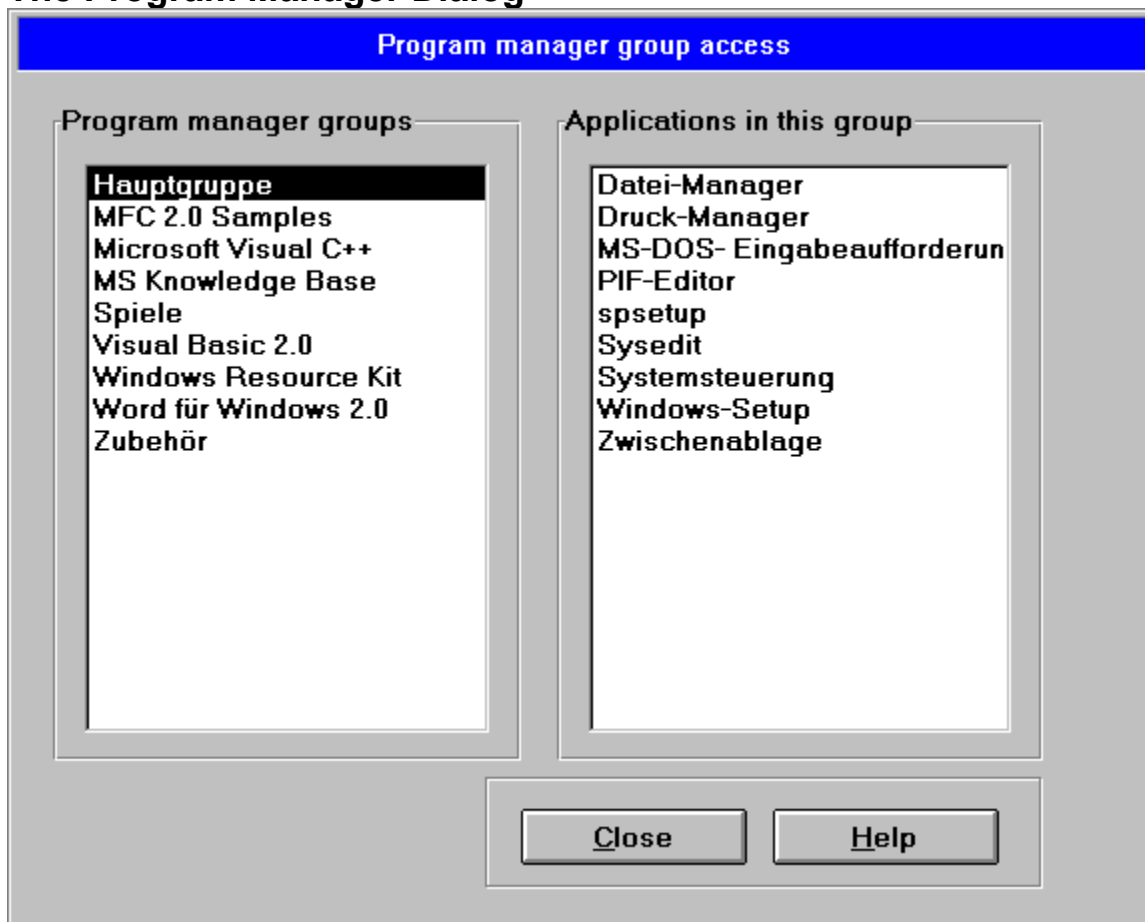 The Program Manager Dialog
Program manager group access
Program manager groups
Hauptgruppe
MFC 2.0 Samples
Microsoft Visual C++
MS Knowledge Base
Spiele
Visual Basic 2.0
Windows Resource Kit
Word für Windows 2.0
Zubehör
Applications in this group
Datei-Manager
Druck-Manager
MS-DOS- Eingabeaufforderun
PIF-Editor
spsetup
Sysedit
Systemsteuerung
Windows-Setup
Zwischenablage
Close
Help